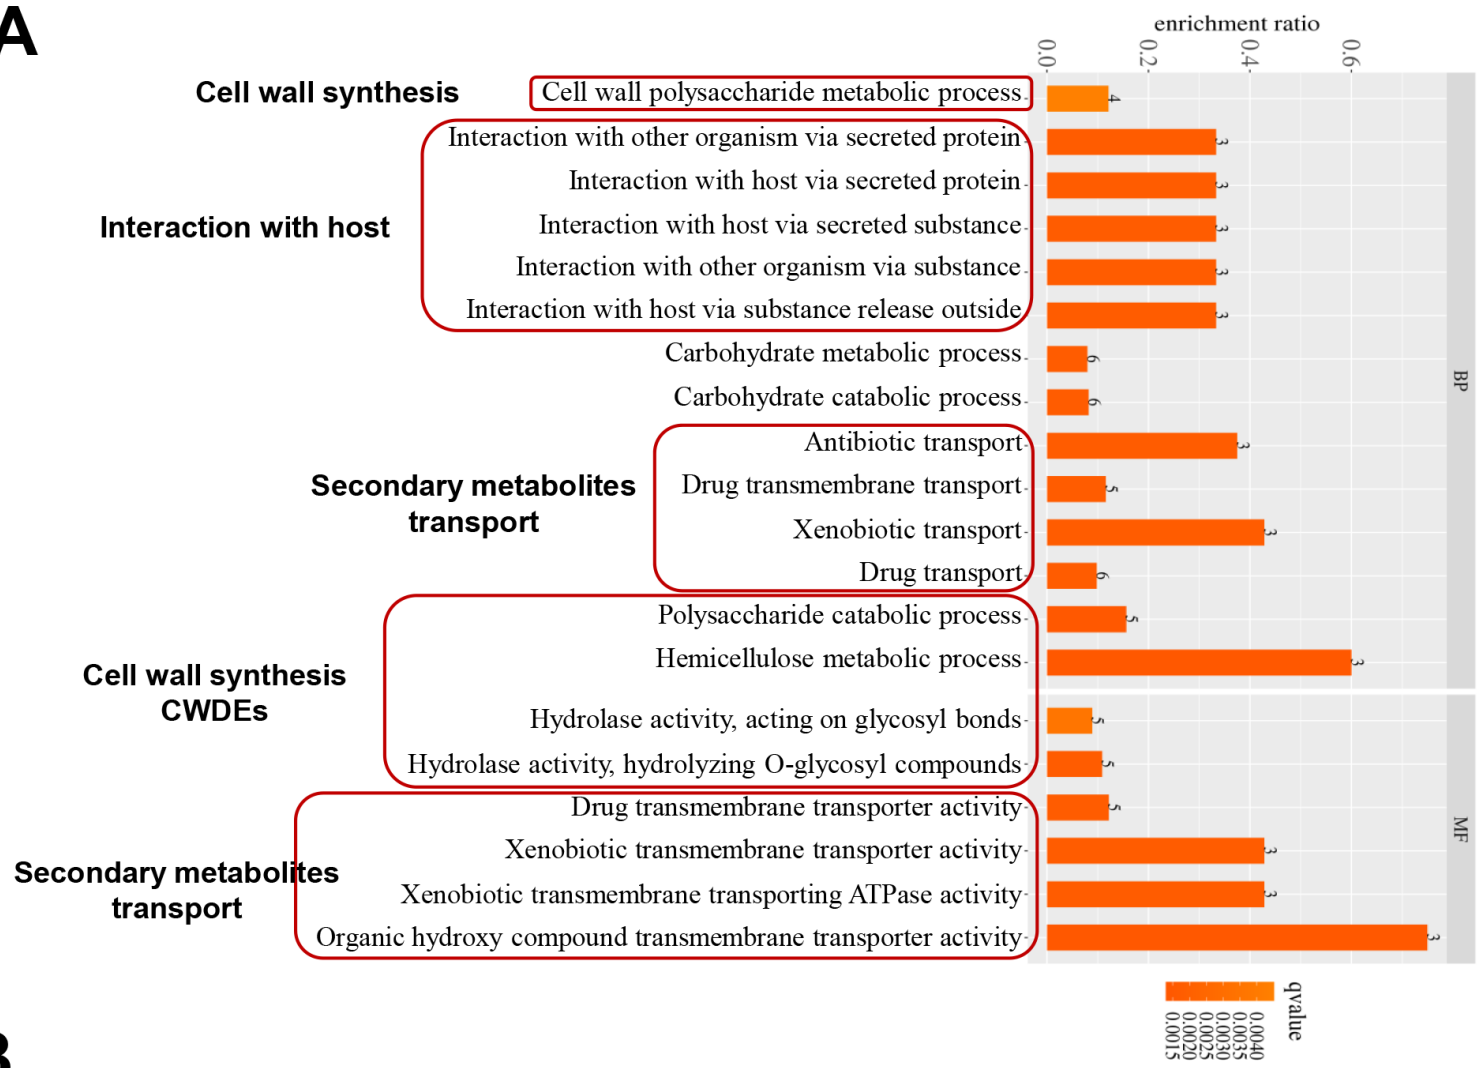 A
enrichment ratio
0.0
0.2
0.4
0.6
Cell wall synthesis
Cell wall polysaccharide metabolic process
4
Interaction with other organism via secreted protein
3
Interaction with host via secreted protein
3
Interaction with host
Interaction with host via secreted substance
3
Interaction with other organism via substance
3
Interaction with host via substance release outside
3
Carbohydrate metabolic process
6
BP
Carbohydrate catabolic process
6
Antibiotic transport
3
Secondary metabolites
transport
Drug transmembrane transport
5
Xenobiotic transport
3
Drug transport
6
Polysaccharide catabolic process
5
Hemicellulose metabolic process
3
Cell wall synthesis
CWDEs
Hydrolase activity, acting on glycosyl bonds
5
Hydrolase activity, hydrolyzing O-glycosyl compounds
5
Drug transmembrane transporter activity
5
MF
Xenobiotic transmembrane transporter activity
3
Secondary metabolites
transport
Xenobiotic transmembrane transporting ATPase activity
3
Organic hydroxy compound transmembrane transporter activity
3
qvalue
0.0015
0.0020
0.0025
0.0030
0.0035
0.0040
B